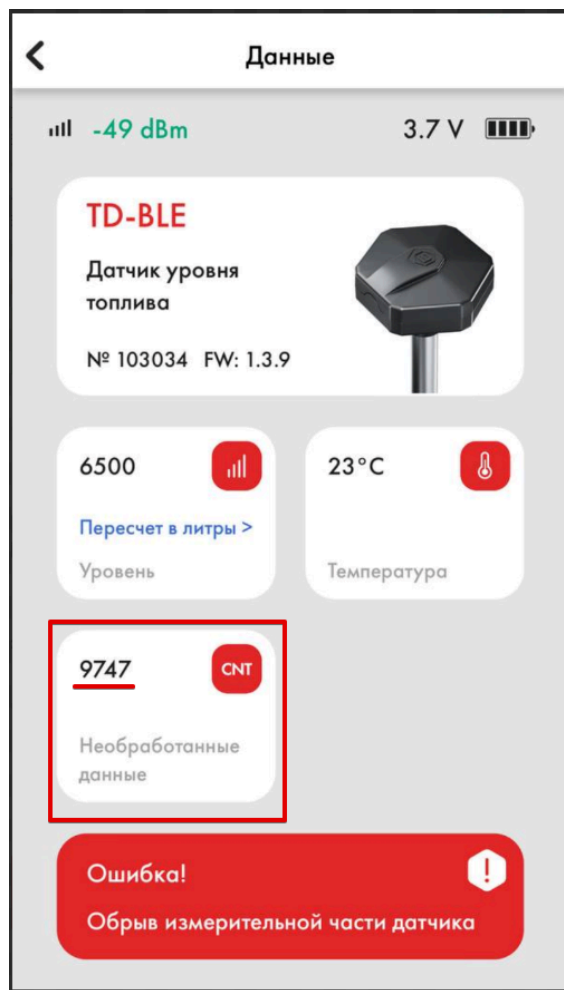 Данные
-49 dBm
3.7 V
TD-BLE
Датчик уровня
топлива
№ 103034 FW: 1.3.9
6500
Пересчет в литры >
Уровень
23°C
Температура
9747
CNT
Необработанные
данные
Ошибка!
!
Обрыв измерительной части датчика